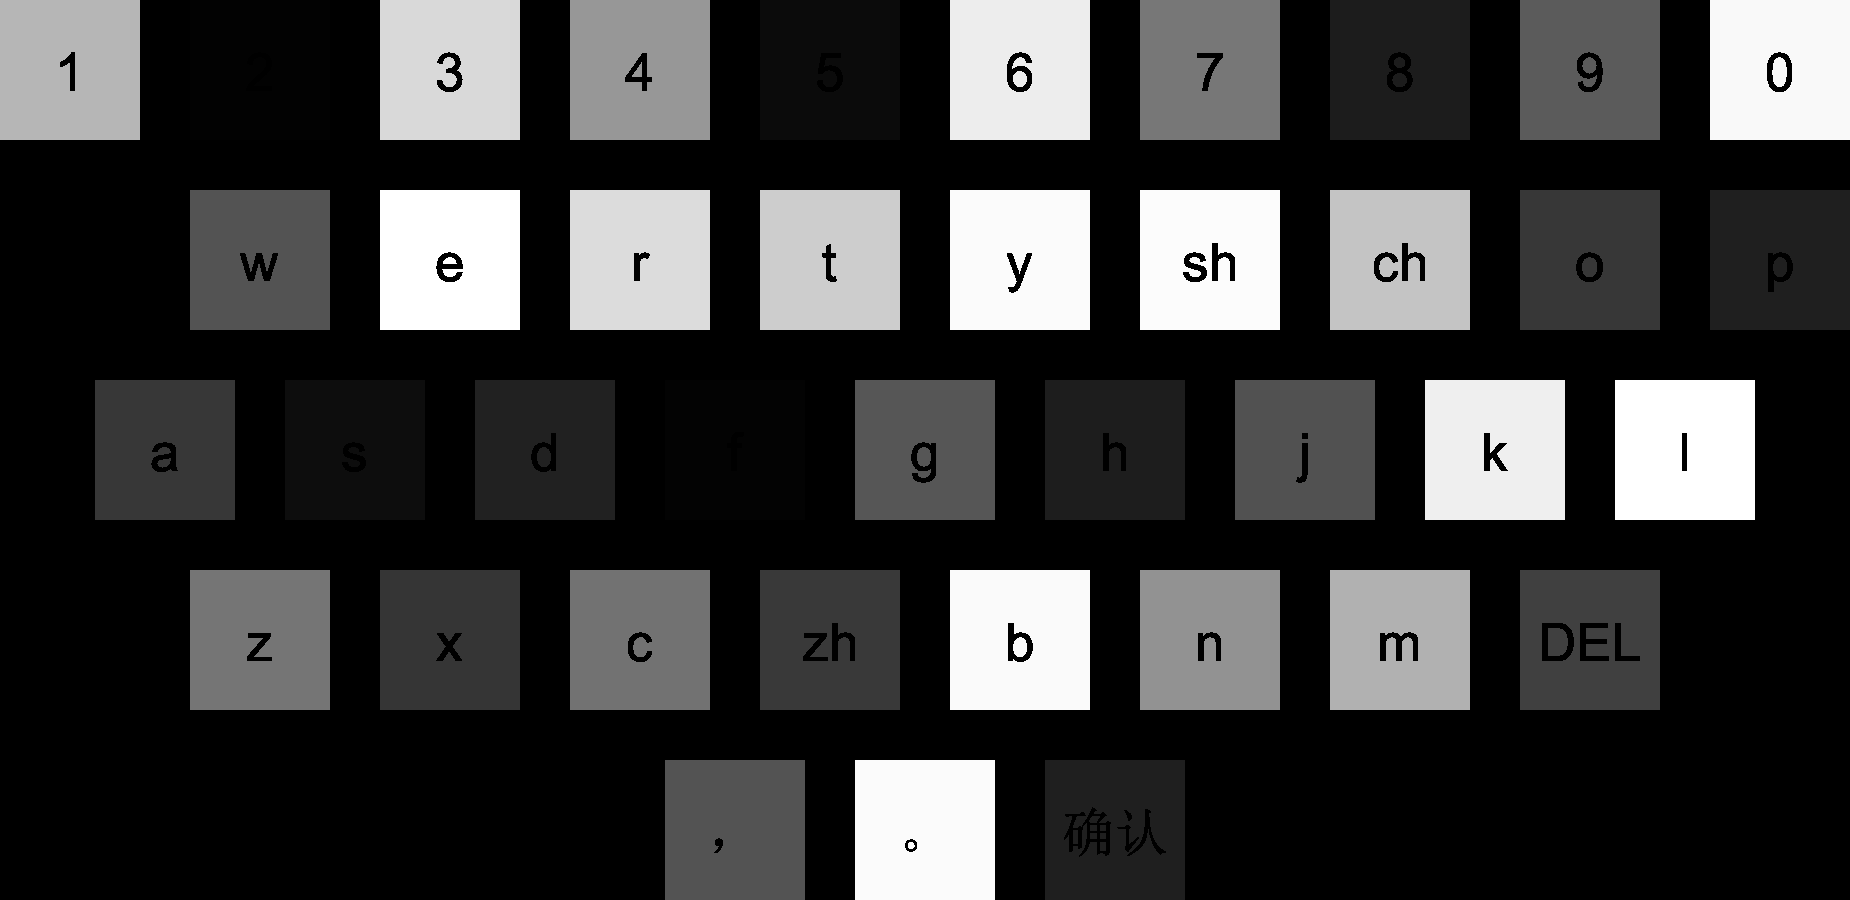 1 2 3 4 5 6 7 8 9 0
w e r t y sh ch o p
a s d f g h j k l
z x c zh b n m DEL
， 。 确认